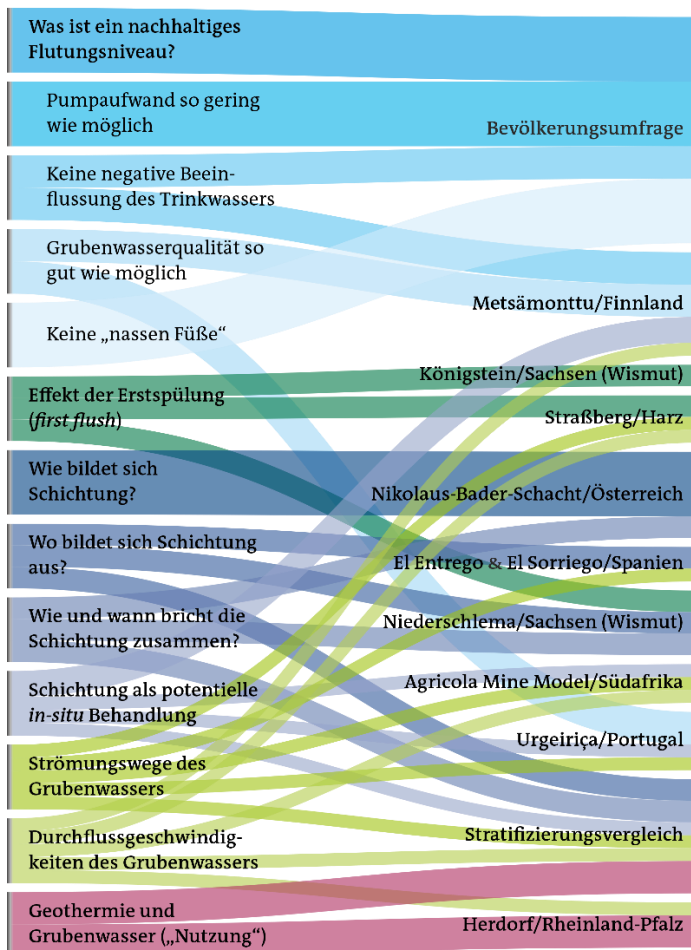 Was ist ein nachhaltiges
Flutungsniveau?
Pumpaufwand so gering
wie möglich
Keine negative Beein-
flussung des Trinkwassers
Grubenwasserqualität so
gut wie möglich
Keine „nassen Füße“
Effekt der Erstspülung
(first flush)
Wie bildet sich
Schichtung?
Wo bildet sich Schichtung
aus?
Wie und wann bricht die
Schichtung zusammen?
Schichtung als potentielle
in-situ Behandlung
Strömungswege des
Grubenwassers
Durchflussgeschwindig-
keiten des Grubenwassers
Geothermie und
Grubenwasser („Nutzung“)
Bevölkerungsumfrage
Metsämonttu/Finnland
Königstein/Sachsen (Wismut)
Straßberg/Harz
Nikolaus-Bader-Schacht/Österreich
El Entrego & El Sorriego/Spanien
Niederschlema/Sachsen (Wismut)
Agricola Mine Model/Südafrika
Urgeiriça/Portugal
Stratifizierungsvergleich
Herdorf/Rheinland-Pfalz